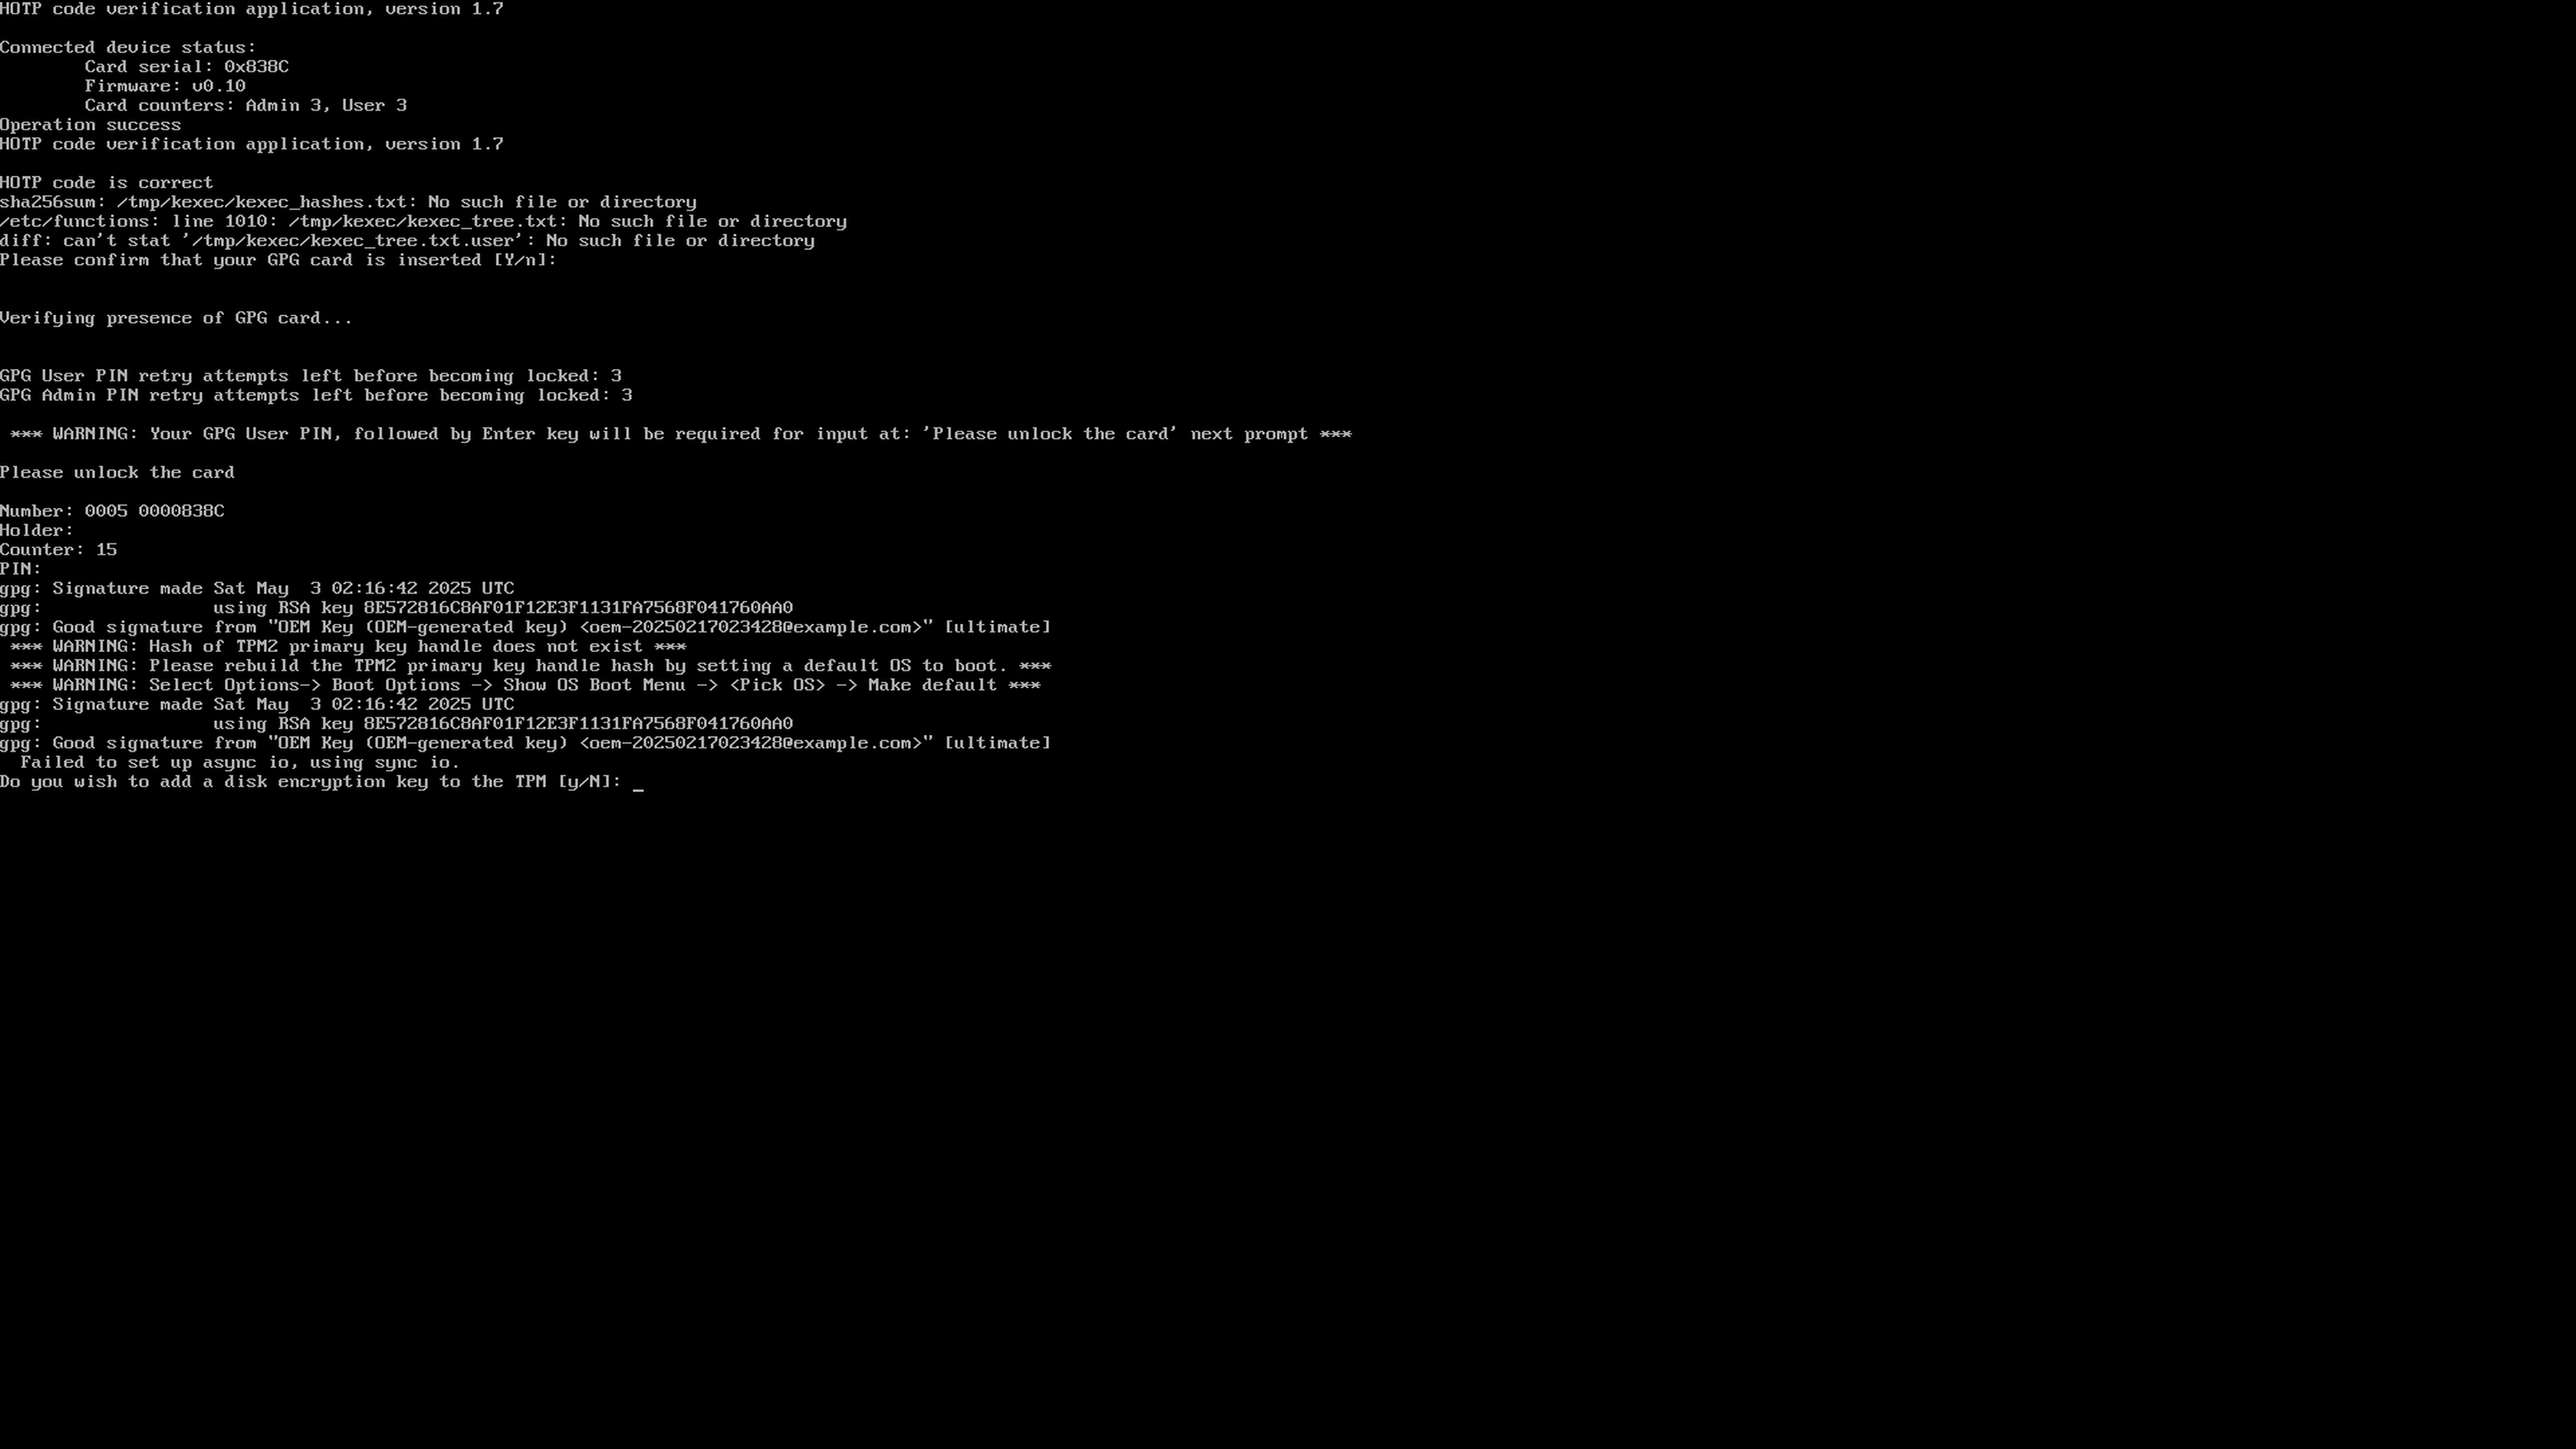 HOTP code verification application, version 1.7
Connected device status:
Card serial: 0x838C
Firmware: v0.10
Card counters: Admin 3, User 3
Operation success
HOTP code verification application, version 1.7
HOTP code is correct
sha256sum: /tmp/kexec/kexec_hashes.txt: No such file or directory
/etc/functions: line 1010: /tmp/kexec/kexec_tree.txt: No such file or directory
diff: can't stat '/tmp/kexec/kexec_tree.txt.user': No such file or directory
Please confirm that your GPG card is inserted [Y/n]:
Verifying presence of GPG card...
GPG User PIN retry attempts left before becoming locked: 3
GPG Admin PIN retry attempts left before becoming locked: 3
*** WARNING: Your GPG User PIN, followed by Enter key will be required for input at: 'Please unlock the card' next prompt ***
Please unlock the card
Number: 0005 0000838C
Holder:
Counter: 15
PIN:
gpg: Signature made Sat May  3 02:16:42 2025 UTC
gpg:                using RSA key 8E572816C8AF01F12E3F1131FA7568F041760AA0
gpg: Good signature from "OEM Key (OEM-generated key) <oem-20250217023428@example.com>" [ultimate]
*** WARNING: Hash of TPM2 primary key handle does not exist ***
*** WARNING: Please rebuild the TPM2 primary key handle hash by setting a default OS to boot. ***
*** WARNING: Select Options-> Boot Options -> Show OS Boot Menu -> <Pick OS> -> Make default ***
gpg: Signature made Sat May  3 02:16:42 2025 UTC
gpg:                using RSA key 8E572816C8AF01F12E3F1131FA7568F041760AA0
gpg: Good signature from "OEM Key (OEM-generated key) <oem-20250217023428@example.com>" [ultimate]
Failed to set up async io, using sync io.
Do you wish to add a disk encryption key to the TPM [y/N]: _